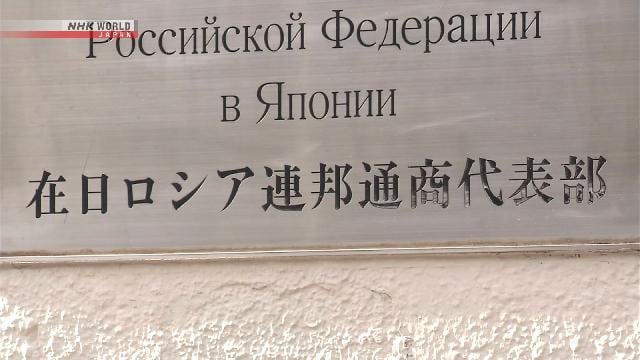 NHK WORLD
JAPAN
Российской Федерации
в Японии
在日ロシア連邦通商代表部